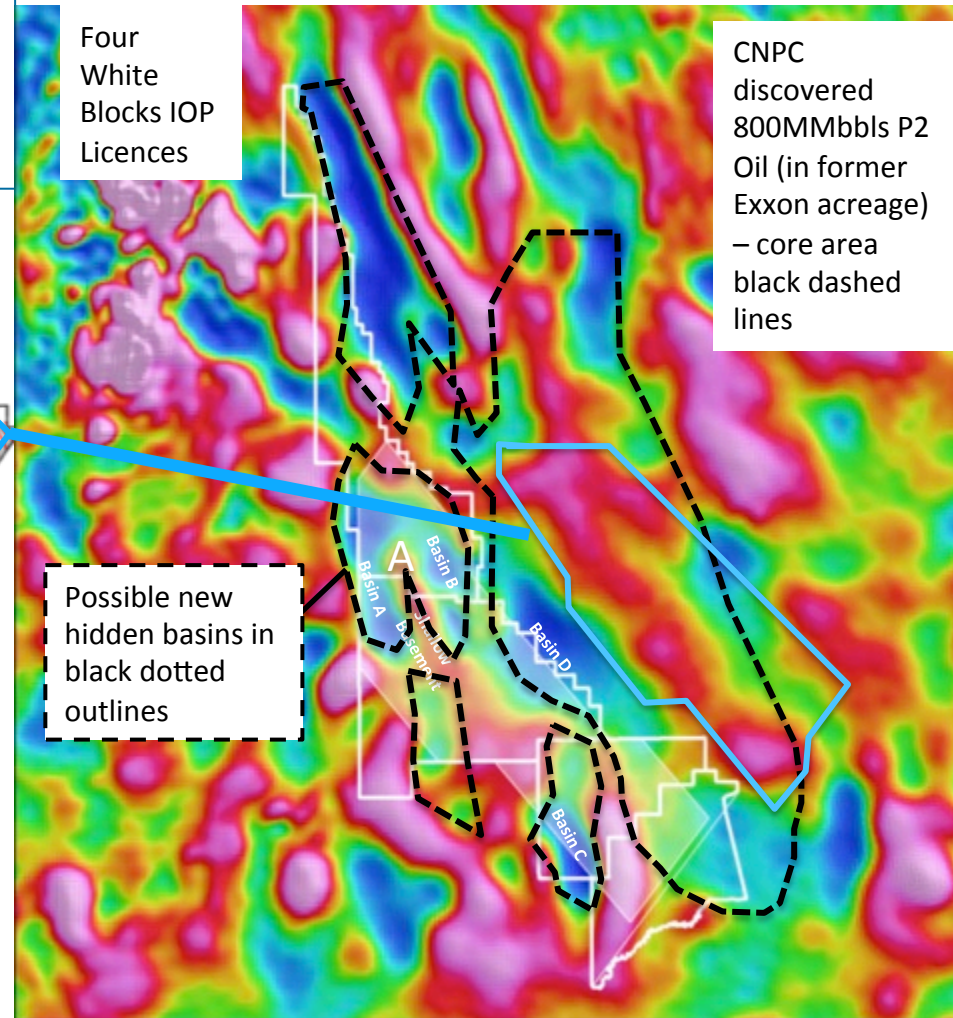 Four
White
Blocks IOP
Licences
CNPC
discovered
800MMbbls P2
Oil (in former
Exxon acreage)
– core area
black dashed
lines
A
Basin A
Basin B
Shallow
Basement
Basin D
Possible new
hidden basins in
black dotted
outlines
Basin C